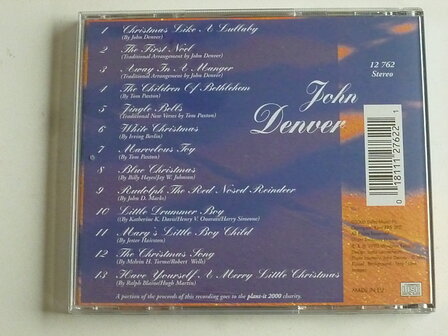 1 Christmas Like A Lullaby
(By John Denver)
2 The First Noel
(Traditional Arrangement by John Denver)
3 Away In A Manger
(Traditional Arrangement by John Denver)
4 The Children Of Bethlehem
(By Tom Paxton)
5 Jingle Bells
(Traditional/New Verses by Tom Paxton)
6 White Christmas
(By Irving Berlin)
7 Marvelous Toy
(By Tom Paxton)
8 Blue Christmas
(By Billy Hayes/Jay W. Johnson)
9 Rudolph The Red Nosed Reindeer
(By John D. Marks)
10 Little Drummer Boy
(By Katherine K. Davis/Henry V. Onorati/Harry Simeone)
11 Mary's Little Boy Child
(By Jester Hairston)
12 The Christmas Song
(By Melvin H. Torme/Robert Wells)
13 Have Yourself A Merry Little Christmas
(By Ralph Blaine/Hugh Martin)
A portion of the proceeds of this recording goes to the plant-it 2000 charity.
12 762
Stereo
John
Denver
0 18111 27622 1
MADE IN EU